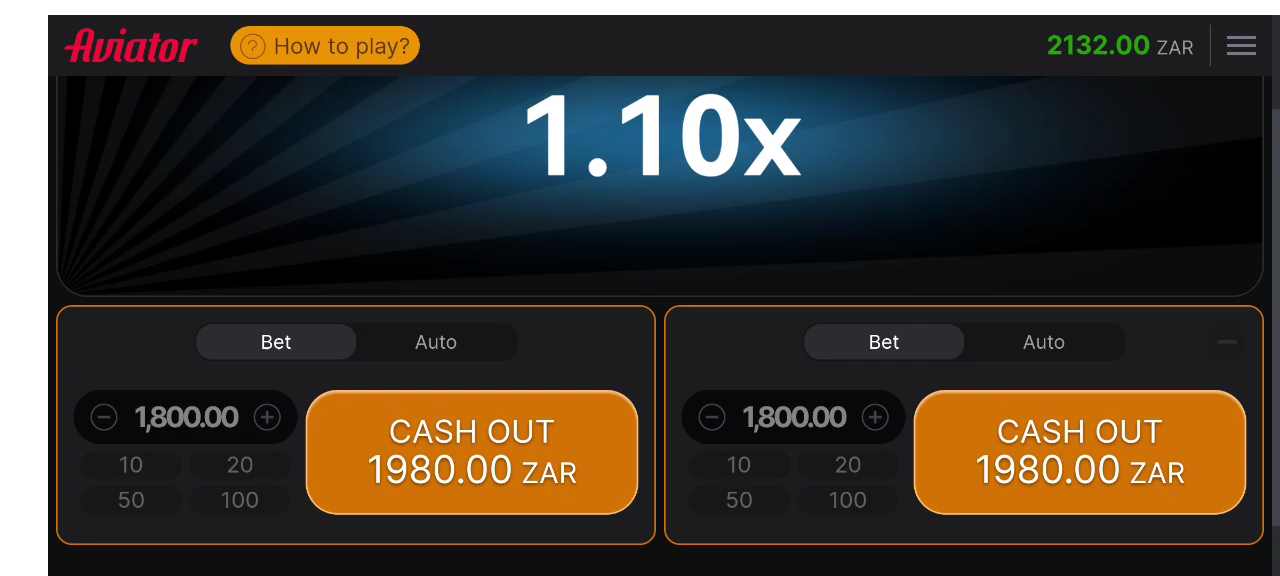 Aviator
? How to play?
2132.00 ZAR
1.10x
Bet
Auto
1,800.00
CASH OUT
1980.00 ZAR
10
20
50
100
Bet
Auto
1,800.00
CASH OUT
1980.00 ZAR
10
20
50
100